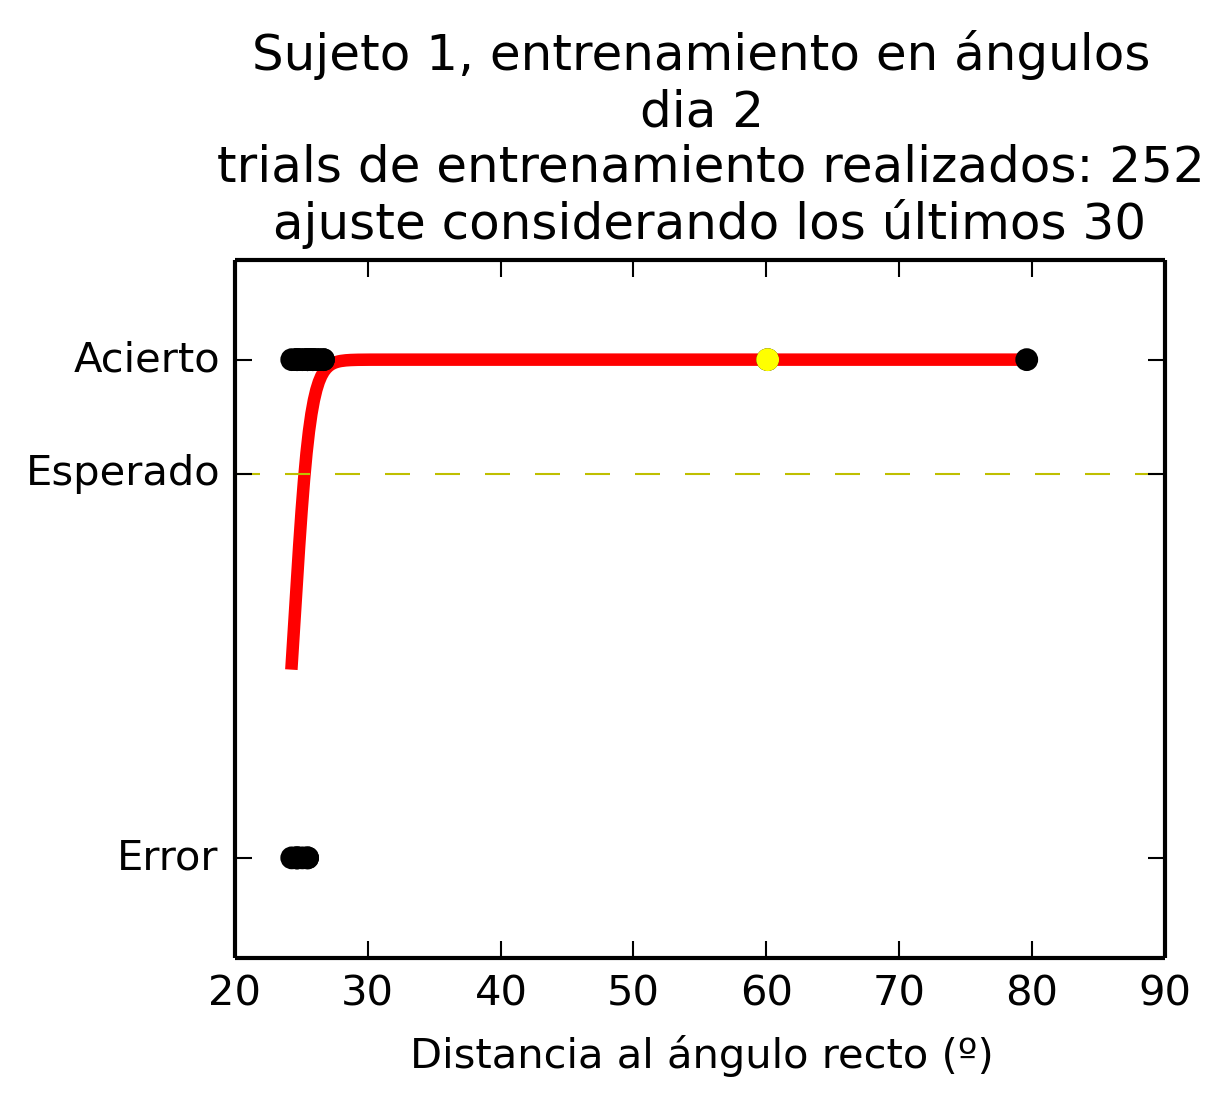 Sujeto 1, entrenamiento en ángulos
dia 2
trials de entrenamiento realizados: 252
ajuste considerando los últimos 30
Acierto
Esperado
Error
20 30 40 50 60 70 80 90
Distancia al ángulo recto (º)